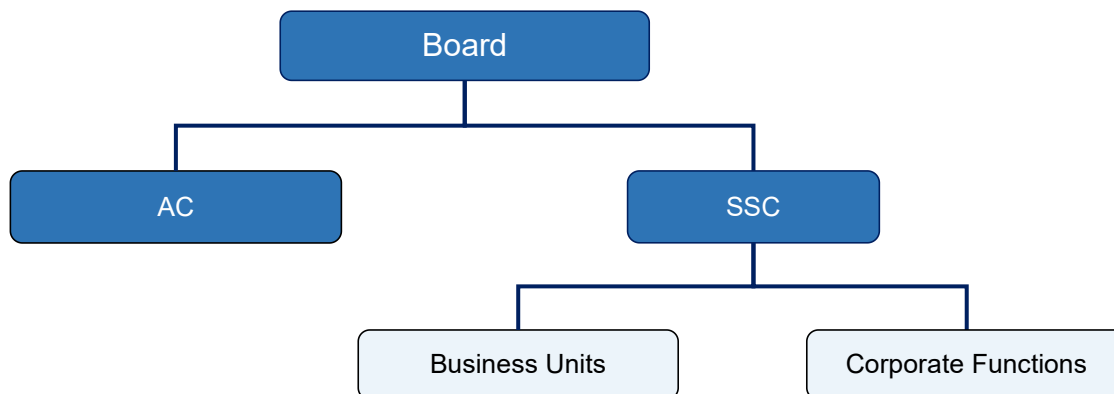 Board
AC
SSC
Business Units
Corporate Functions